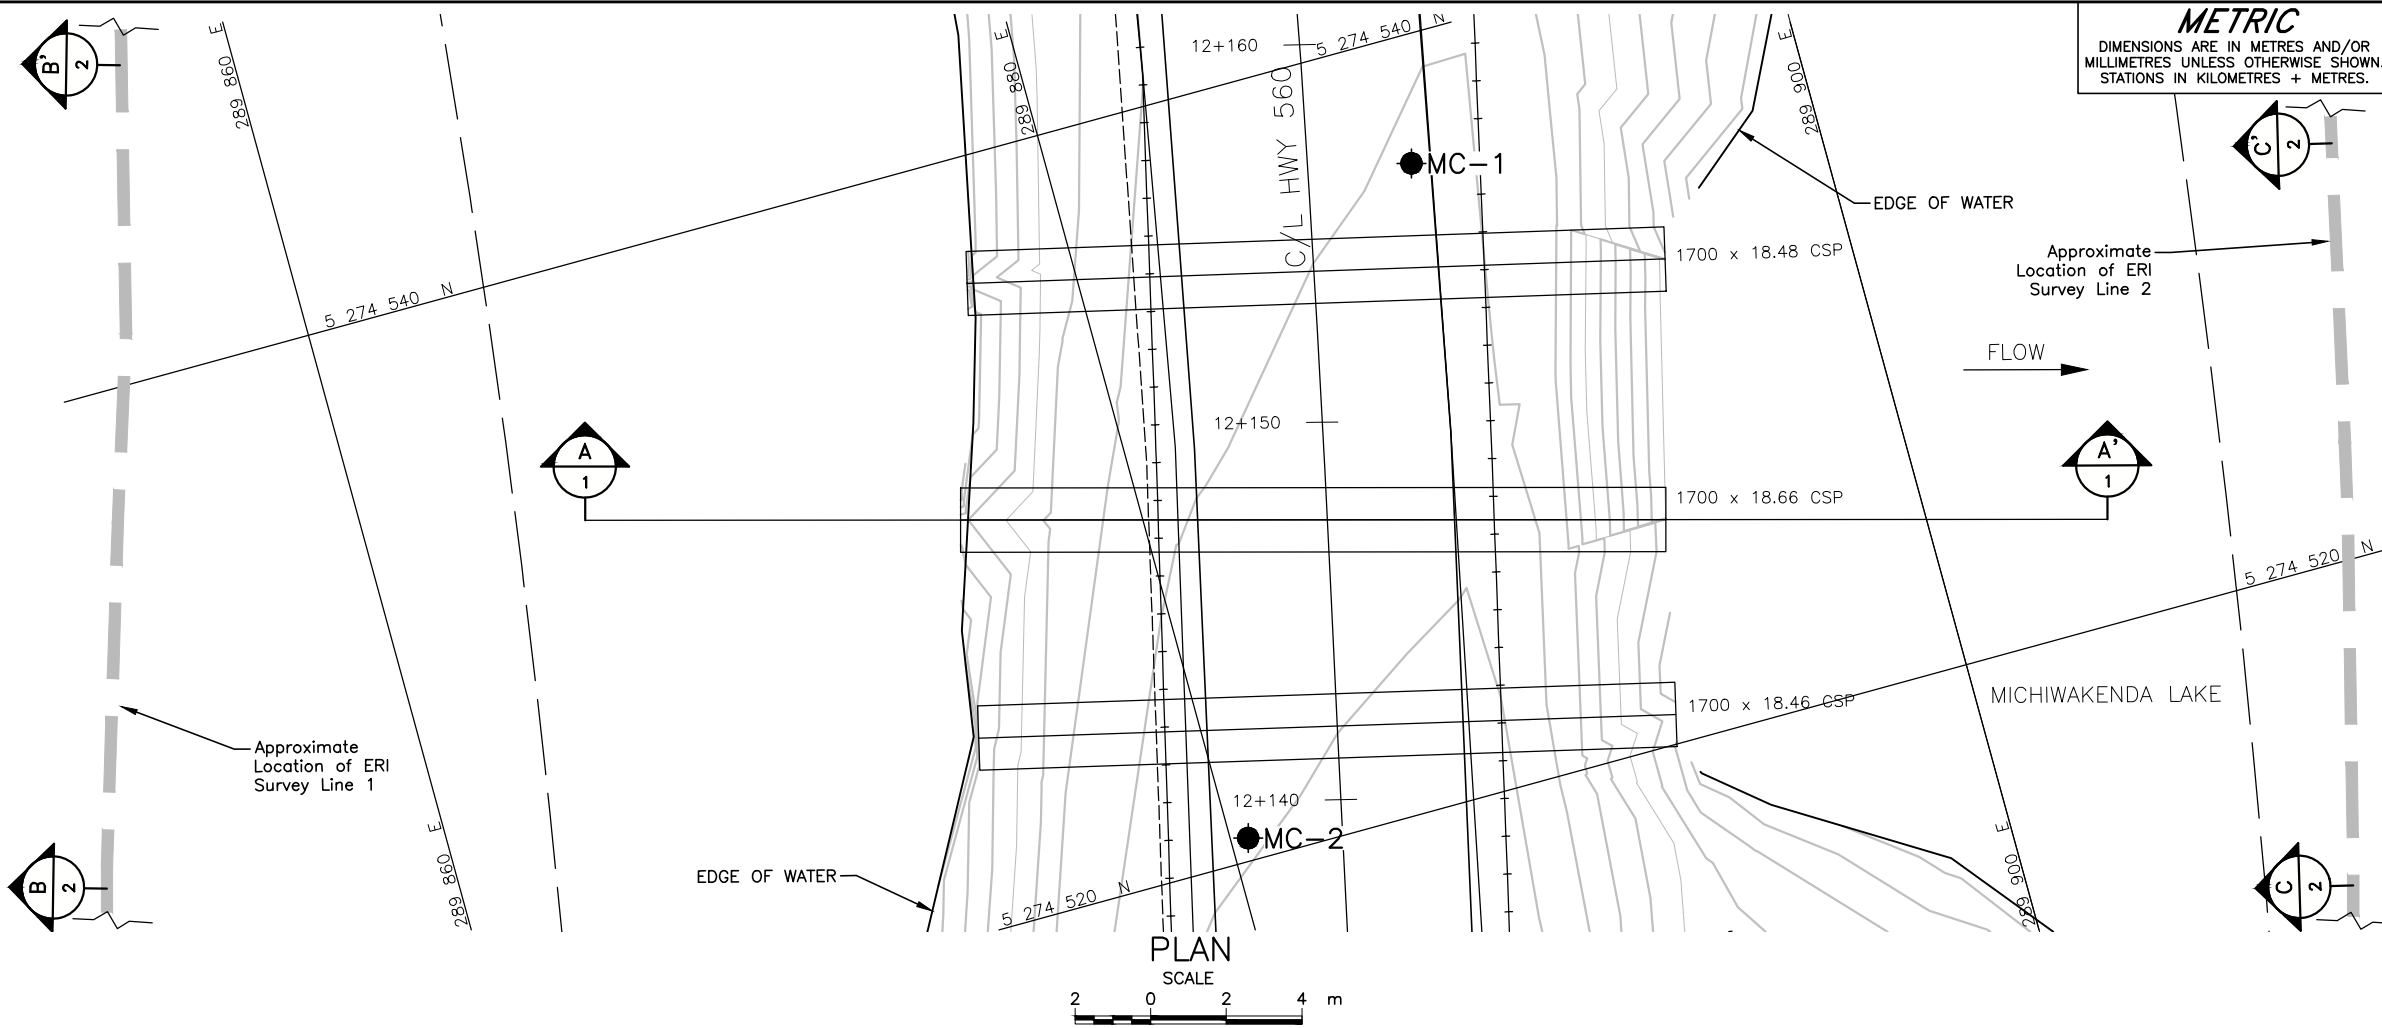 METRIC
DIMENSIONS ARE IN METRES AND/OR
MILLIMETRES UNLESS OTHERWISE SHOWN.
STATIONS IN KILOMETRES + METRES.
B'
2
289 860 E
289 880 E
12+160
5 274 540 N
C/L HWY 560
289 900 E
MC-1
C'
2
EDGE OF WATER
1700 x 18.48 CSP
Approximate
Location of ERI
Survey Line 2
5 274 540 N
FLOW
12+150
A
1
A'
1
1700 x 18.66 CSP
5 274 520 N
MICHIWAKENDA LAKE
1700 x 18.46 CSP
Approximate
Location of ERI
Survey Line 1
12+140
MC-2
289 860 E
289 900 E
B
2
EDGE OF WATER
C
2
5 274 520 N
PLAN
SCALE
2 0 2 4 m